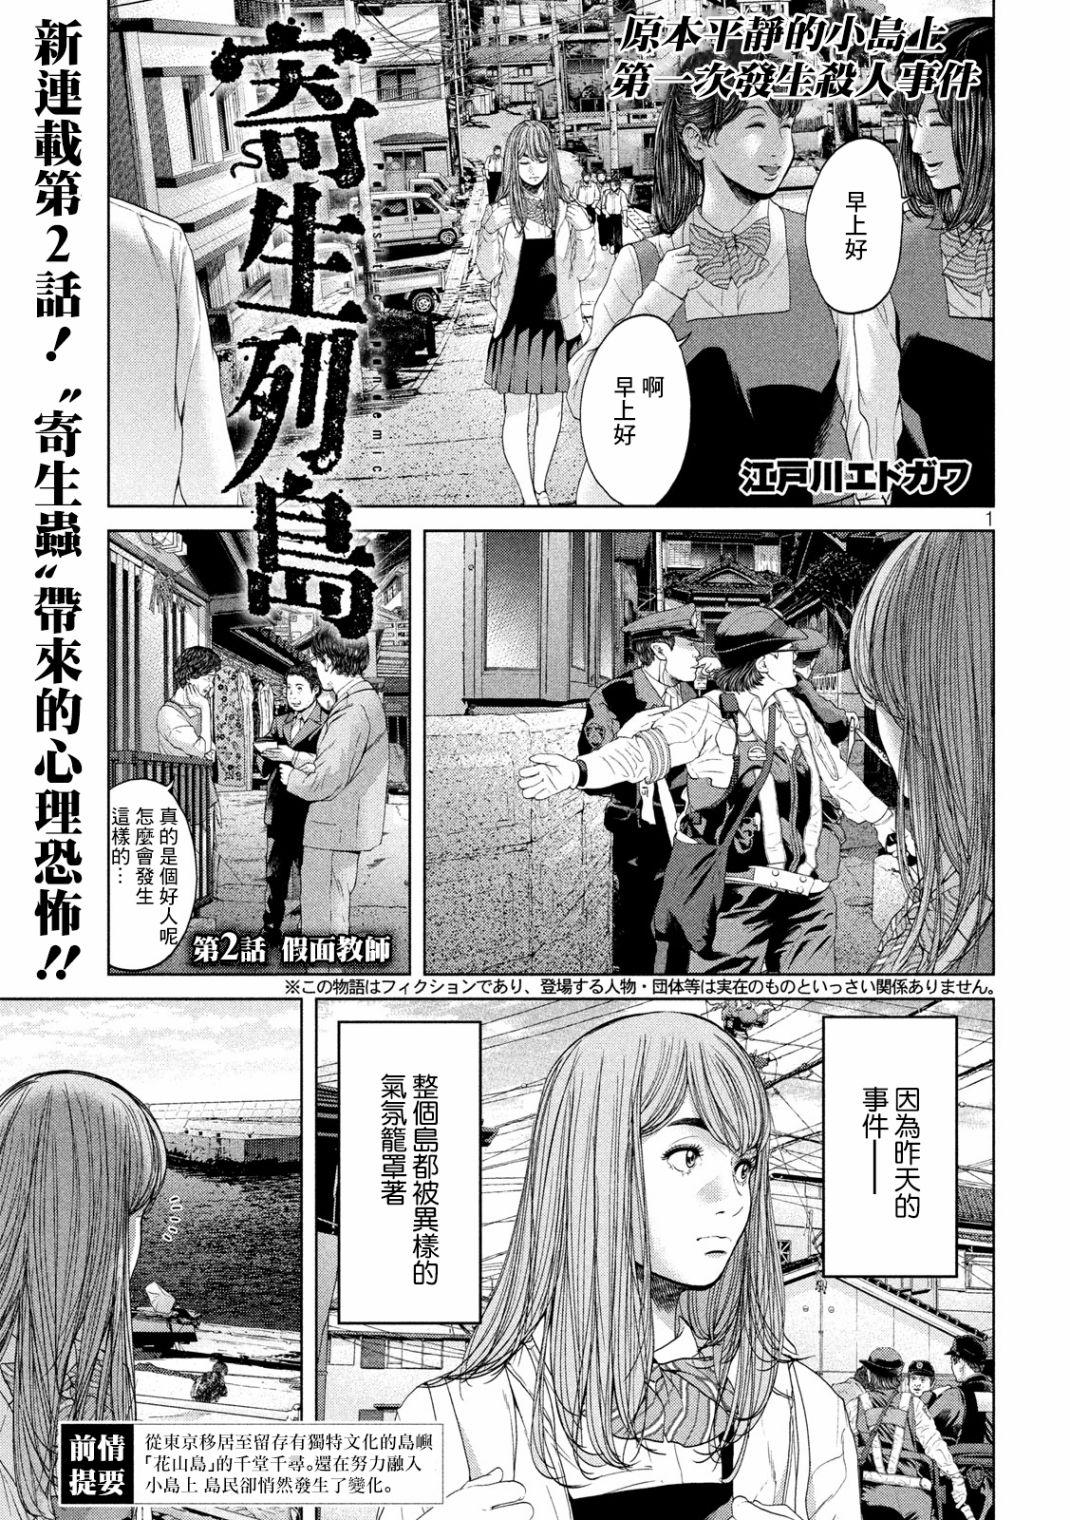 原本平靜的小島上
第一次發生殺人事件
新連載第2話！〝寄生蟲〟帶來的心理恐怖!!
寄生列島
早上好
啊
早上好
江戸川エドガワ
1
真的是個好人呢
怎麼會發生
這樣的…
第2話 假面教師
※この物語はフィクションであり、登場する人物・団体等は実在のものといっさい関係ありません。
因為昨天的
事件──
整個島都被異樣的
氣氛籠罩著
前情
提要
從東京移居至留存有獨特文化的島嶼
「花山島」的千堂千尋。還在努力融入
小島上 島民卻悄然發生了變化。